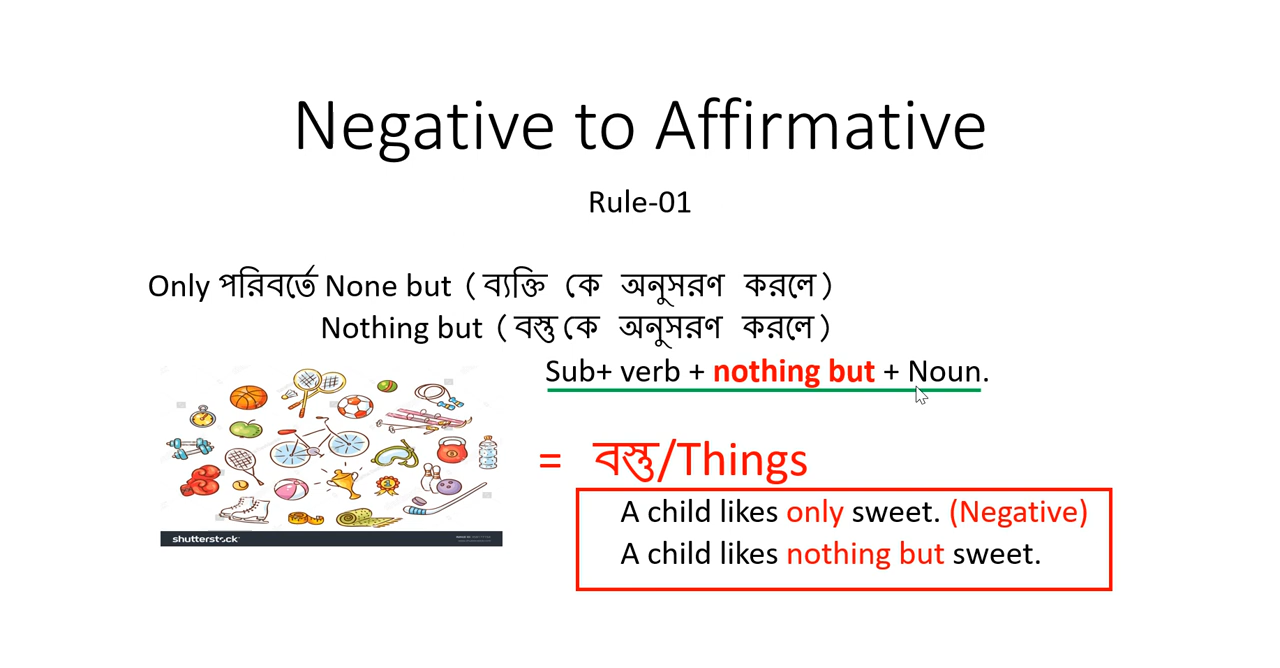 Negative to Affirmative
Rule-01
Only পরিবর্তে None but (ব্যক্তি কে অনুসরণ করলে)
Nothing but (বস্তু কে অনুসরণ করলে)
Sub+ verb + nothing but + Noun.
= বস্তু/Things
A child likes only sweet. (Negative)
A child likes nothing but sweet.
shutterstock